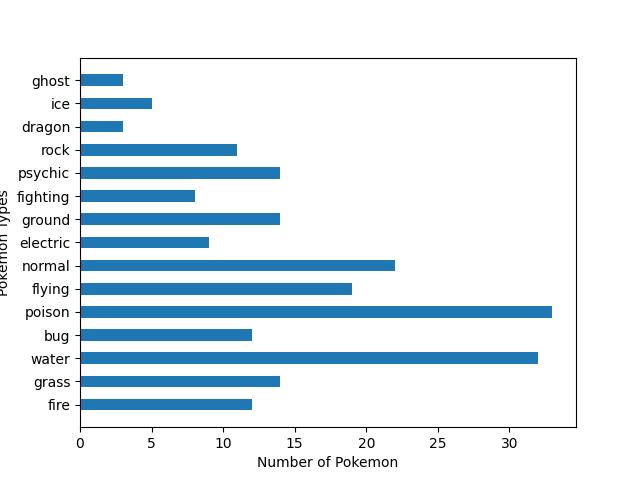 ghost
ice
dragon
rock
psychic
fighting
ground
electric
normal
flying
poison
bug
water
grass
fire
Pokemon Types
0 5 10 15 20 25 30
Number of Pokemon